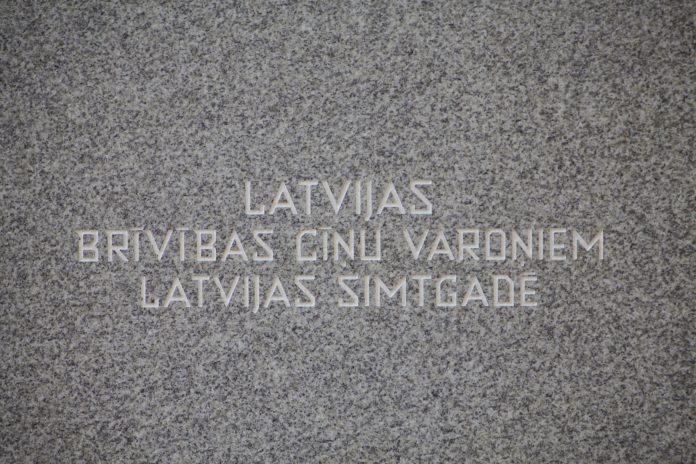 LATVIJAS
BRĪVĪBAS CĪŅU VAROŅIEM
LATVIJAS SIMTGADĒ